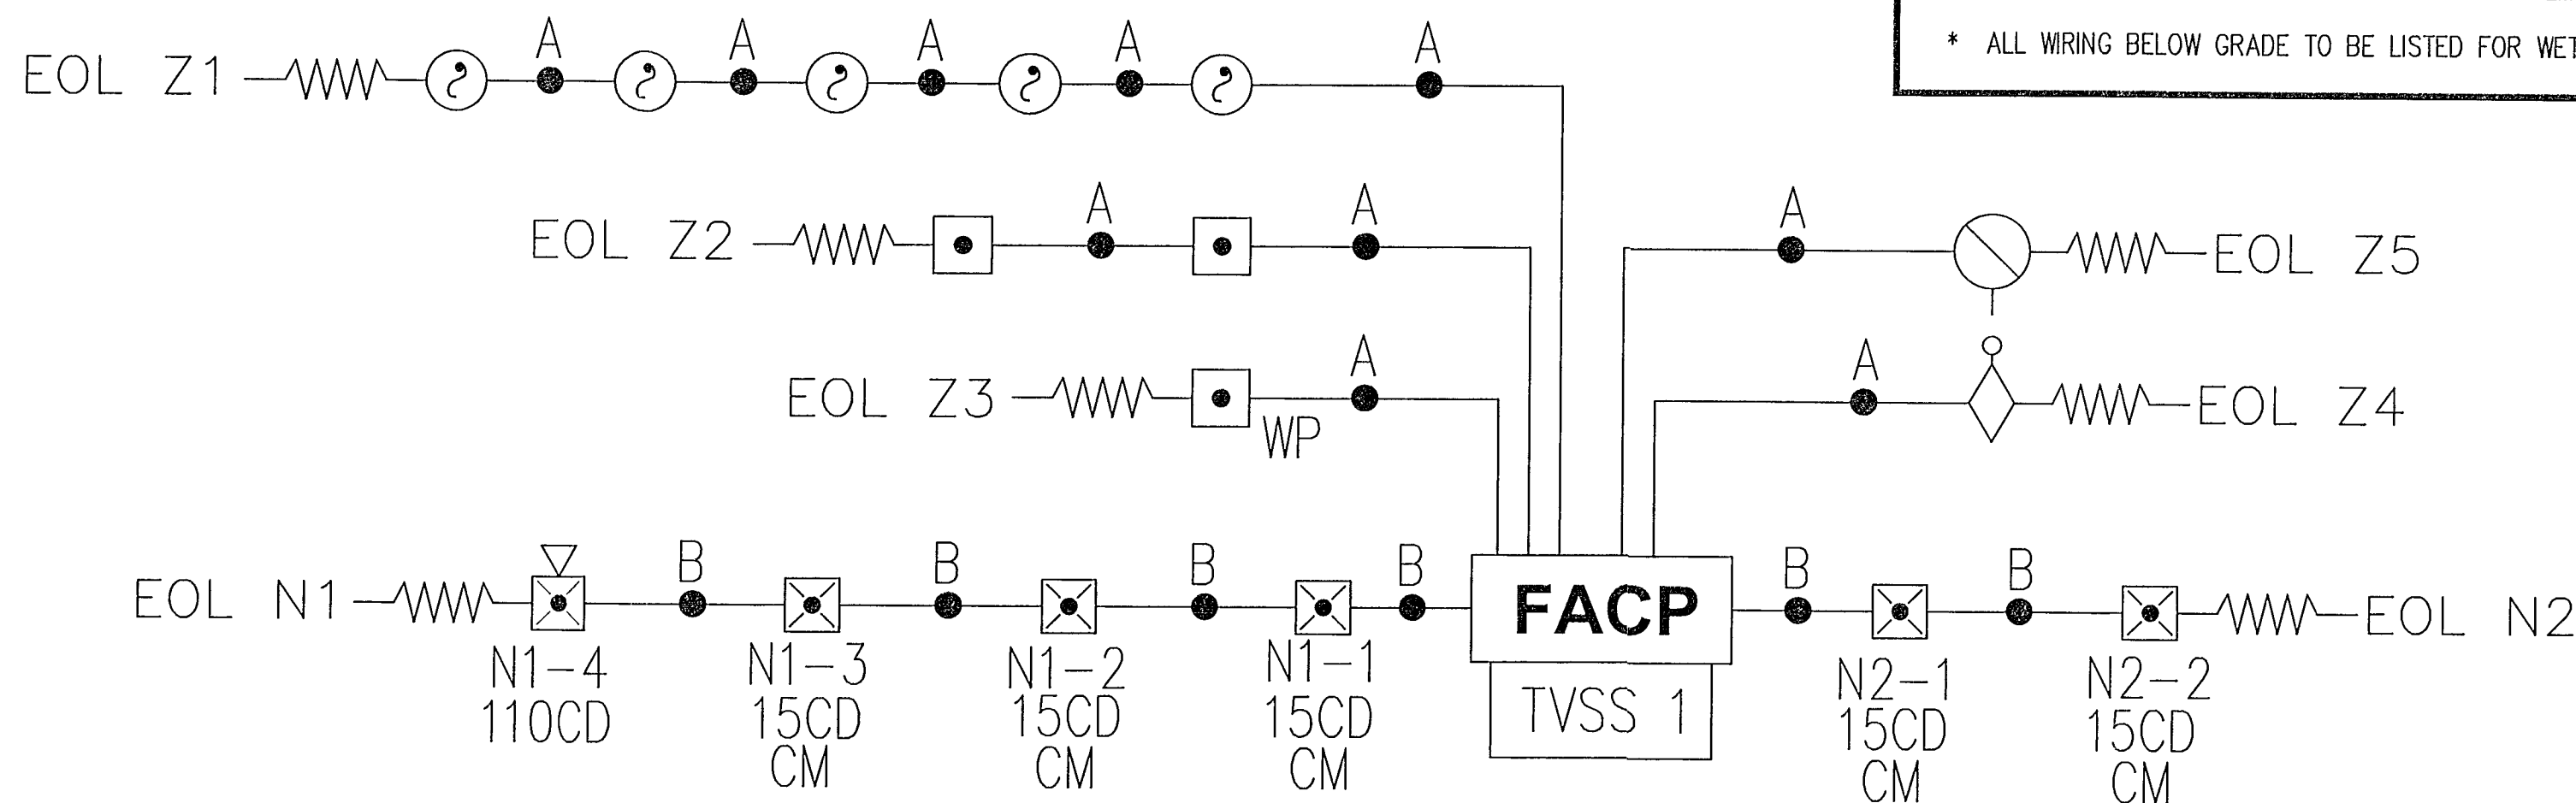 * ALL WIRING BELOW GRADE TO BE LISTED FOR WET
A A A A A
EOL Z1
A A A
EOL Z2 EOL Z5
A A
EOL Z3 EOL Z4
WP
B B B B B B
EOL N1 FACP EOL N2
N1-4 N1-3 N1-2 N1-1 TVSS 1 N2-1 N2-2
110CD 15CD 15CD 15CD 15CD 15CD
CM CM CM CM CM